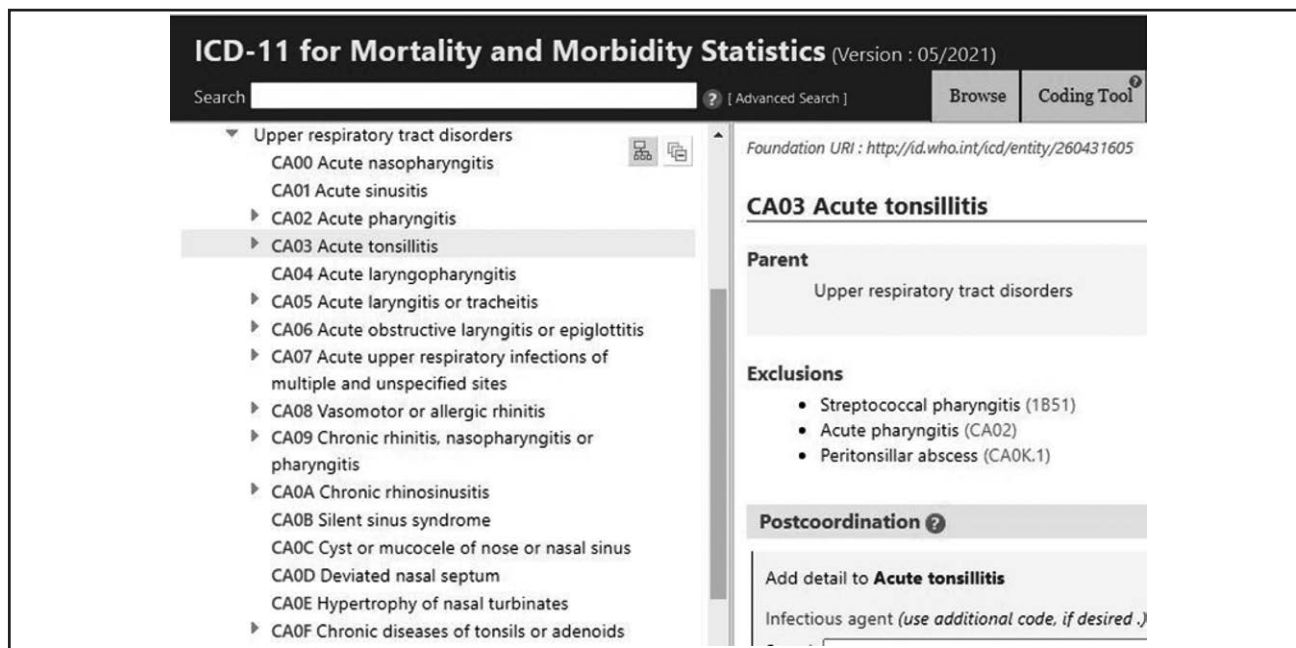 ICD-11 for Mortality and Morbidity Statistics (Version : 05/2021)
Search ? [ Advanced Search ] Browse Coding Tool ?
Upper respiratory tract disorders
CA00 Acute nasopharyngitis
CA01 Acute sinusitis
CA02 Acute pharyngitis
CA03 Acute tonsillitis
CA04 Acute laryngopharyngitis
CA05 Acute laryngitis or tracheitis
CA06 Acute obstructive laryngitis or epiglottitis
CA07 Acute upper respiratory infections of
multiple and unspecified sites
CA08 Vasomotor or allergic rhinitis
CA09 Chronic rhinitis, nasopharyngitis or
pharyngitis
CA0A Chronic rhinosinusitis
CA0B Silent sinus syndrome
CA0C Cyst or mucocele of nose or nasal sinus
CA0D Deviated nasal septum
CA0E Hypertrophy of nasal turbinates
CA0F Chronic diseases of tonsils or adenoids
Foundation URI : http://id.who.int/icd/entity/260431605
CA03 Acute tonsillitis
Parent
Upper respiratory tract disorders
Exclusions
• Streptococcal pharyngitis (1B51)
• Acute pharyngitis (CA02)
• Peritonsillar abscess (CA0K.1)
Postcoordination ?
Add detail to Acute tonsillitis
Infectious agent (use additional code, if desired .)